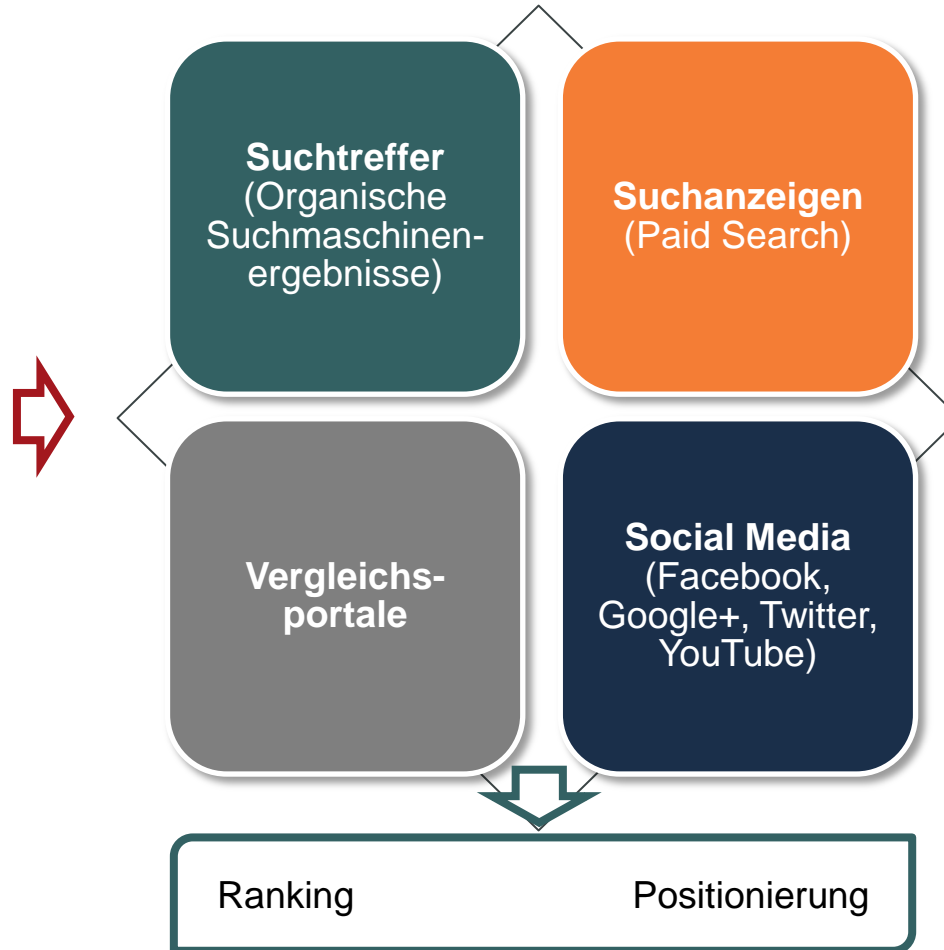 Suchtreffer
(Organische
Suchmaschinen-
ergebnisse)
Suchanzeigen
(Paid Search)
Vergleichs-
portale
Social Media
(Facebook,
Google+, Twitter,
YouTube)
Ranking
Positionierung